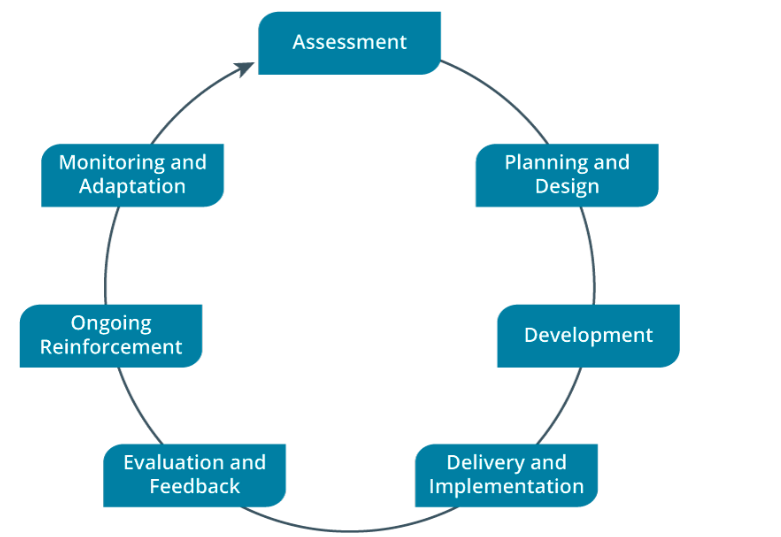 Assessment
Planning and
Design
Development
Delivery and
Implementation
Evaluation and
Feedback
Ongoing
Reinforcement
Monitoring and
Adaptation